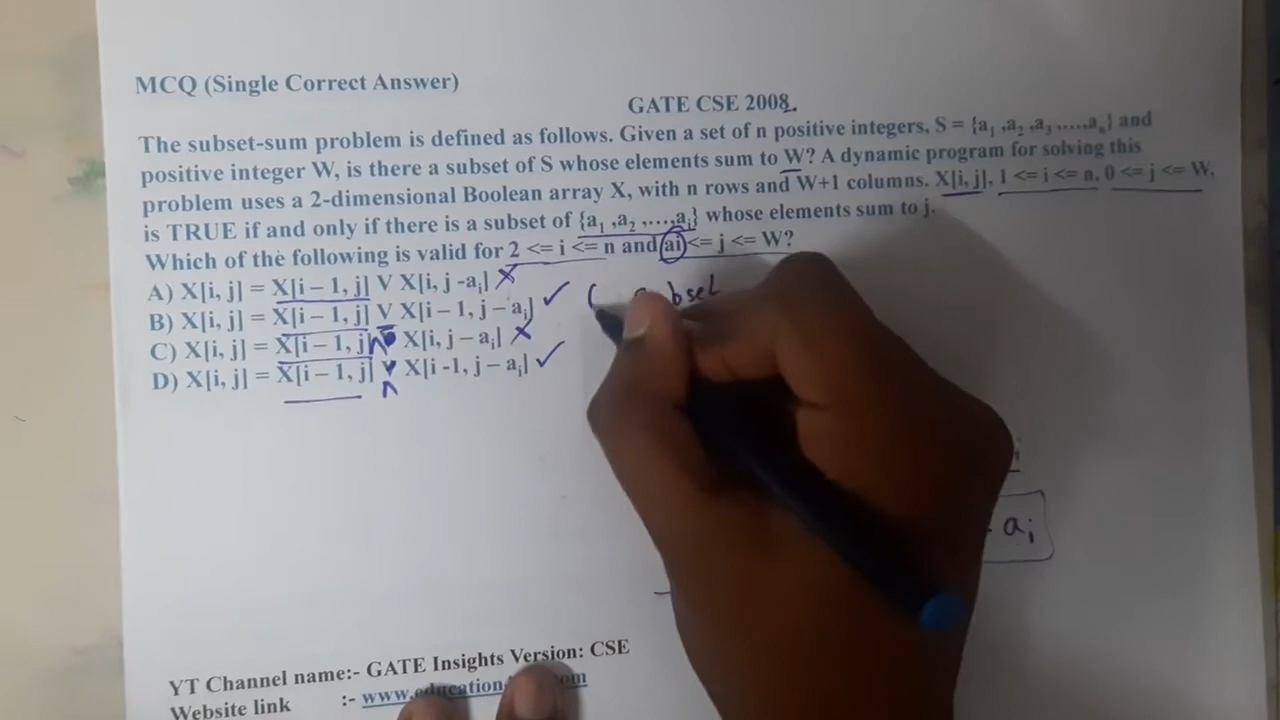 MCQ (Single Correct Answer)
GATE CSE 2008.
The subset-sum problem is defined as follows. Given a set of n positive integers, S = {a₁ ,a₂ ,a₃ ,....,aₙ} and
positive integer W, is there a subset of S whose elements sum to W? A dynamic program for solving this
problem uses a 2-dimensional Boolean array X, with n rows and W+1 columns. X[i, j], 1 <= i <= n, 0 <= j <= W,
is TRUE if and only if there is a subset of {a₁ ,a₂ ,....,aᵢ} whose elements sum to j.
Which of the following is valid for 2 <= i <= n and ai <= j <= W?
A) X[i, j] = X[i – 1, j] V X[i, j -aᵢ] ✗
B) X[i, j] = X[i – 1, j] V X[i – 1, j – aᵢ] ✓
C) X[i, j] = X[i – 1, j] ∧ X[i, j – aᵢ] ✗
D) X[i, j] = X[i – 1, j] ∧ X[i -1, j – aᵢ] ✓
aᵢ
YT Channel name:- GATE Insights Version: CSE
Website link :-